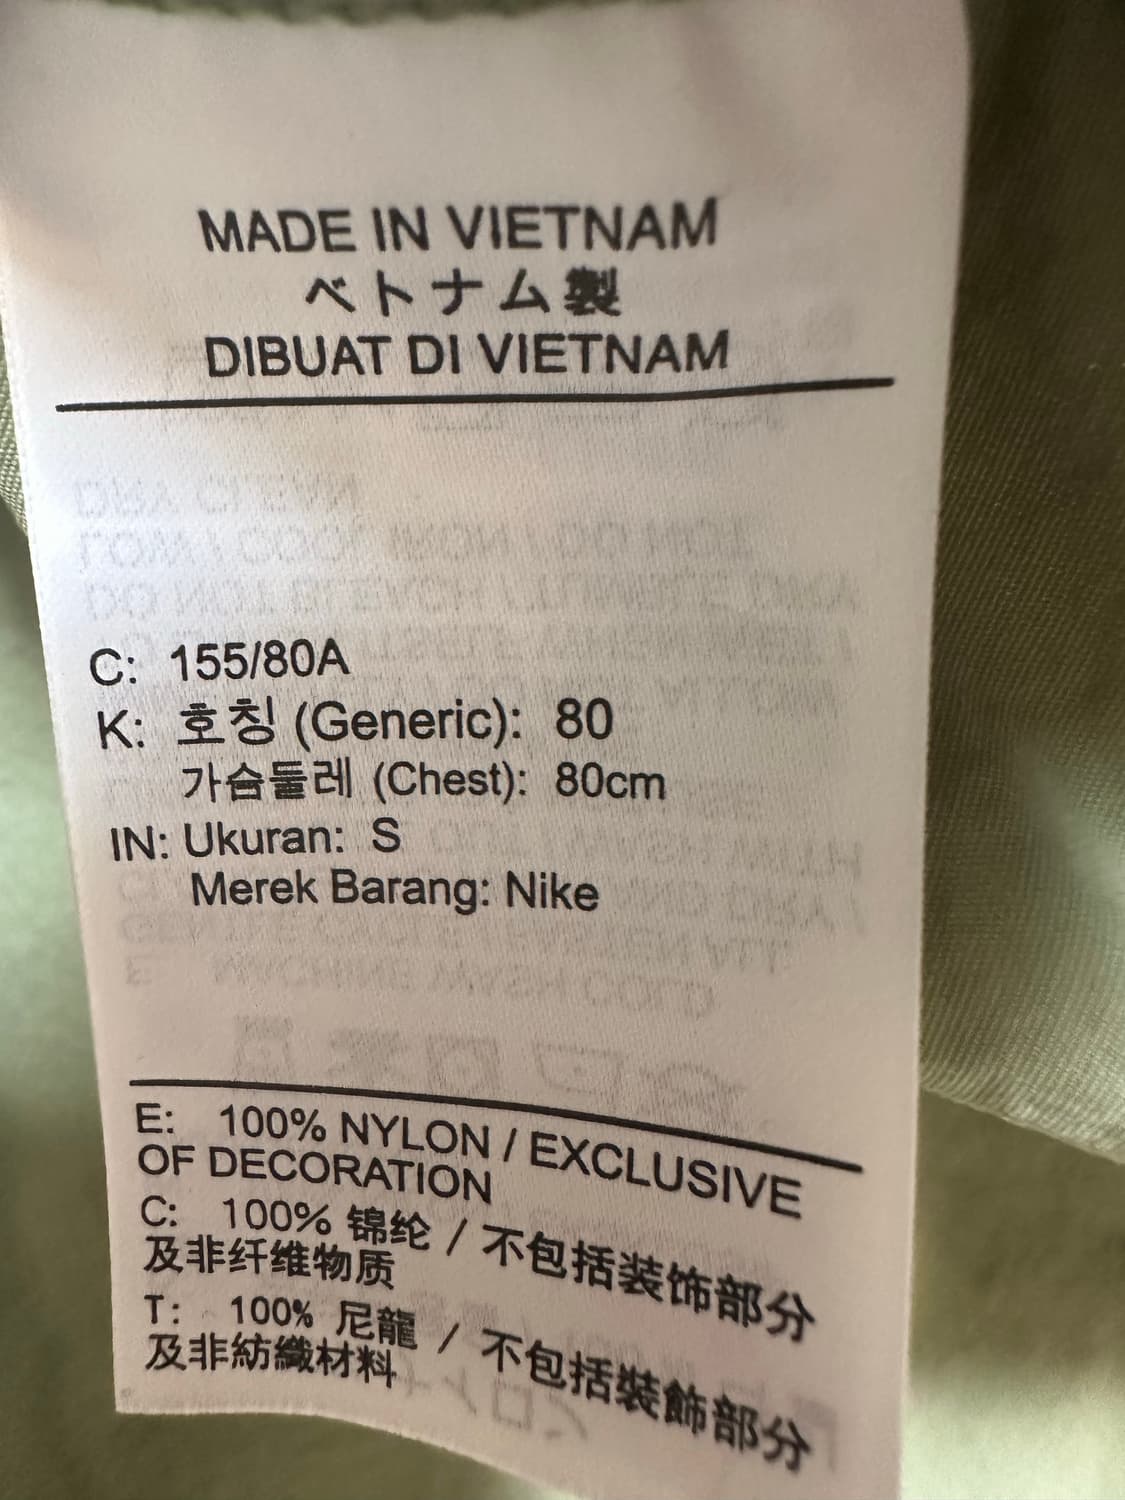 MADE IN VIETNAM
ベトナム製
DIBUAT DI VIETNAM
C: 155/80A
K: 호칭 (Generic): 80
가슴둘레 (Chest): 80cm
IN: Ukuran: S
Merek Barang: Nike
E: 100% NYLON / EXCLUSIVE
OF DECORATION
C: 100% 锦纶 / 不包括装饰部分
及非纤维物质
T: 100% 尼龍 / 不包括裝飾部分
及非紡織材料